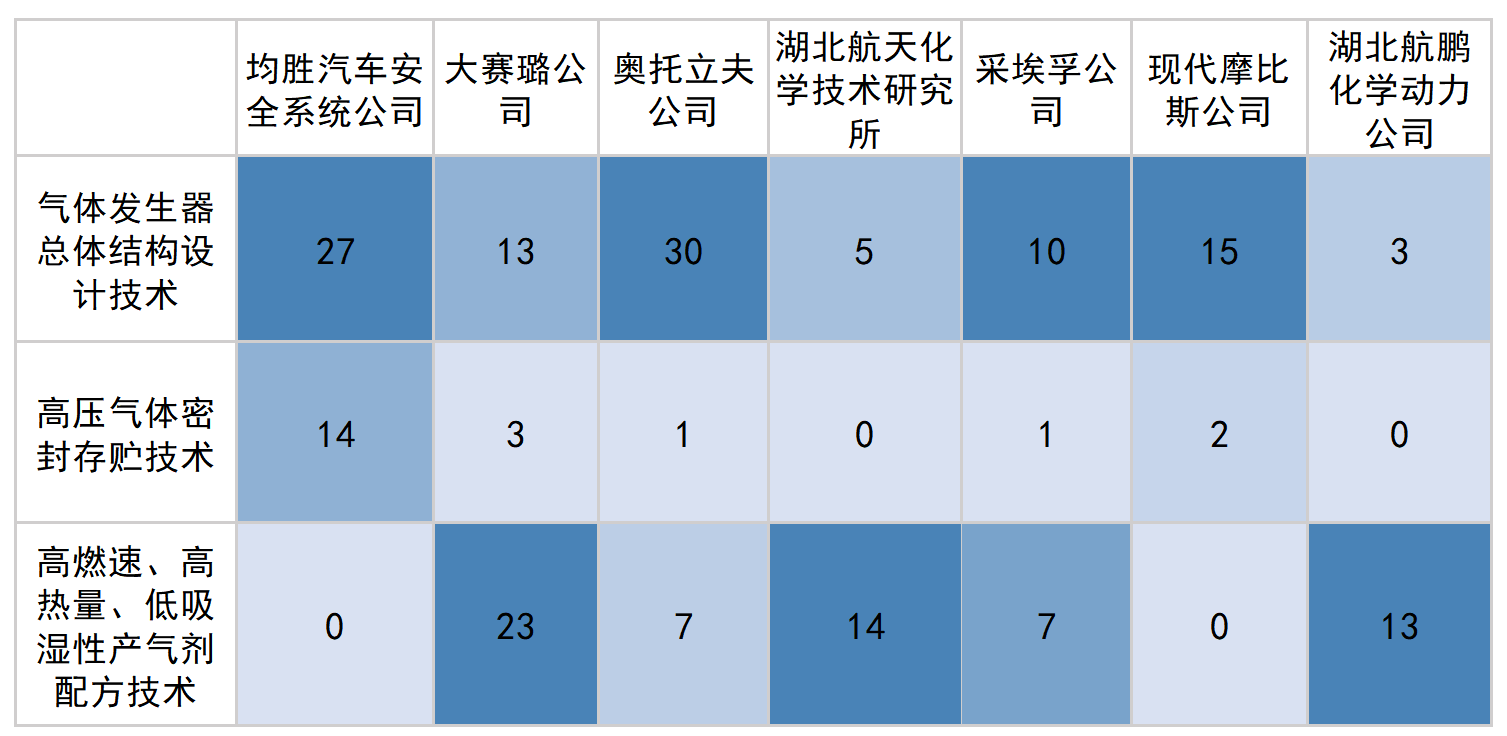 均胜汽车安
全系统公司
大赛璐公
司
奥托立夫
公司
湖北航天化
学技术研究
所
采埃孚公
司
现代摩比
斯公司
湖北航鹏
化学动力
公司
气体发生器
总体结构设
计技术
27
13
30
5
10
15
3
高压气体密
封存贮技术
14
3
1
0
1
2
0
高燃速、高
热量、低吸
湿性产气剂
配方技术
0
23
7
14
7
0
13